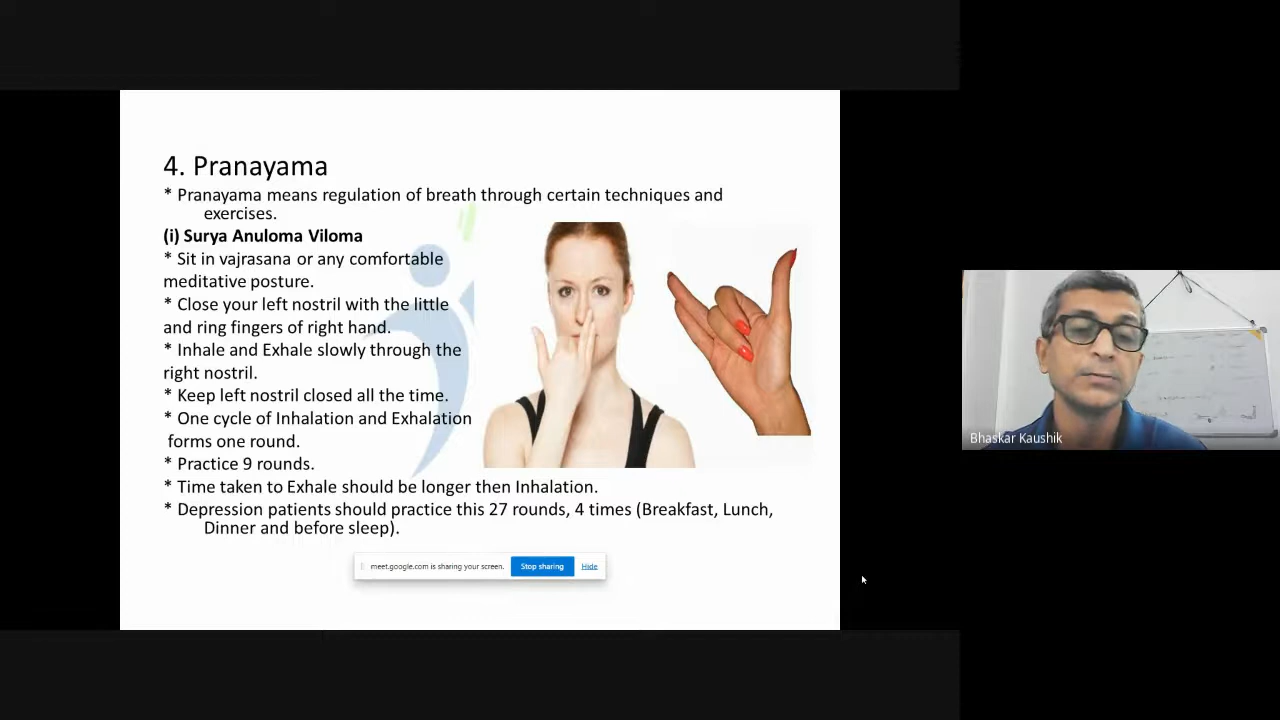 4. Pranayama
* Pranayama means regulation of breath through certain techniques and
exercises.
(i) Surya Anuloma Viloma
* Sit in vajrasana or any comfortable
meditative posture.
* Close your left nostril with the little
and ring fingers of right hand.
* Inhale and Exhale slowly through the
right nostril.
* Keep left nostril closed all the time.
* One cycle of Inhalation and Exhalation
forms one round.
* Practice 9 rounds.
* Time taken to Exhale should be longer then Inhalation.
* Depression patients should practice this 27 rounds, 4 times (Breakfast, Lunch,
Dinner and before sleep).
meet.google.com is sharing your screen. Stop sharing Hide
Bhaskar Kaushik